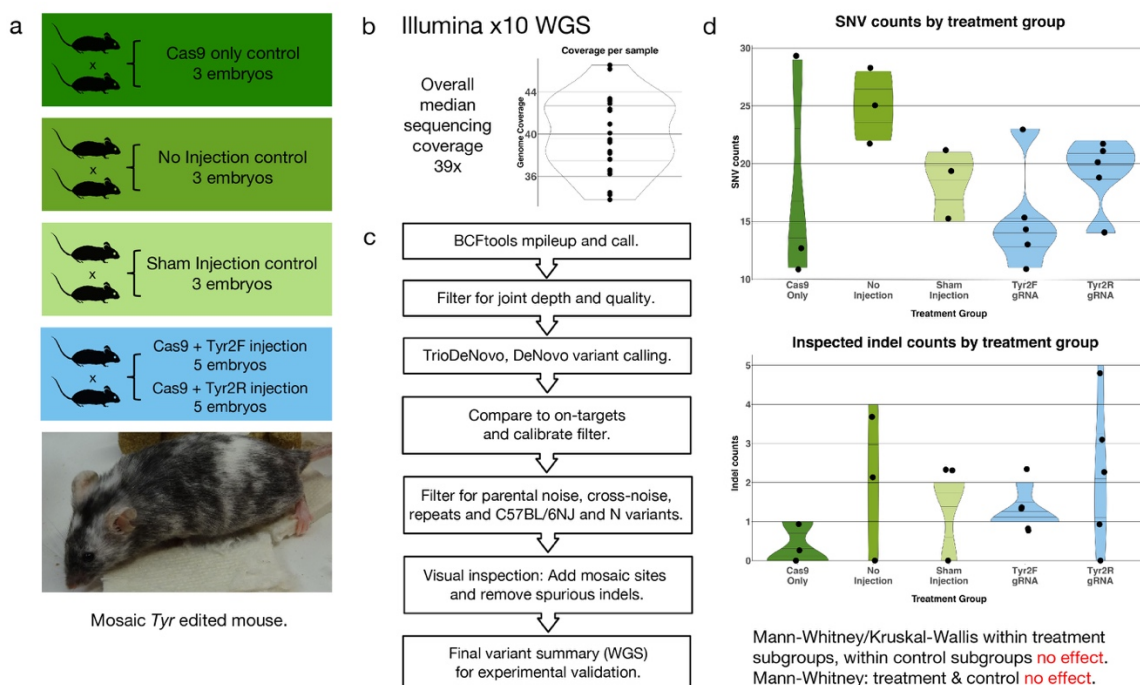 a
x
Cas9 only control
3 embryos
x
No Injection control
3 embryos
x
Sham Injection control
3 embryos
x
Cas9 + Tyr2F injection
5 embryos
Cas9 + Tyr2R injection
5 embryos
Mosaic Tyr edited mouse.
b
Illumina x10 WGS
Overall
median
sequencing
coverage
39x
Coverage per sample
Genome Coverage
44
40
36
c
BCFtools mpileup and call.
Filter for joint depth and quality.
TrioDeNovo, DeNovo variant calling.
Compare to on-targets
and calibrate filter.
Filter for parental noise, cross-noise,
repeats and C57BL/6NJ and N variants.
Visual inspection: Add mosaic sites
and remove spurious indels.
Final variant summary (WGS)
for experimental validation.
d
SNV counts by treatment group
SNV counts
30
25
20
15
10
Cas9
Only
No
Injection
Sham
Injection
Tyr2F
gRNA
Tyr2R
gRNA
Treatment Group
Inspected indel counts by treatment group
Indel counts
5
4
3
2
1
0
Cas9
Only
No
Injection
Sham
Injection
Tyr2F
gRNA
Tyr2R
gRNA
Treatment Group
Mann-Whitney/Kruskal-Wallis within treatment
subgroups, within control subgroups no effect.
Mann-Whitney: treatment & control no effect.